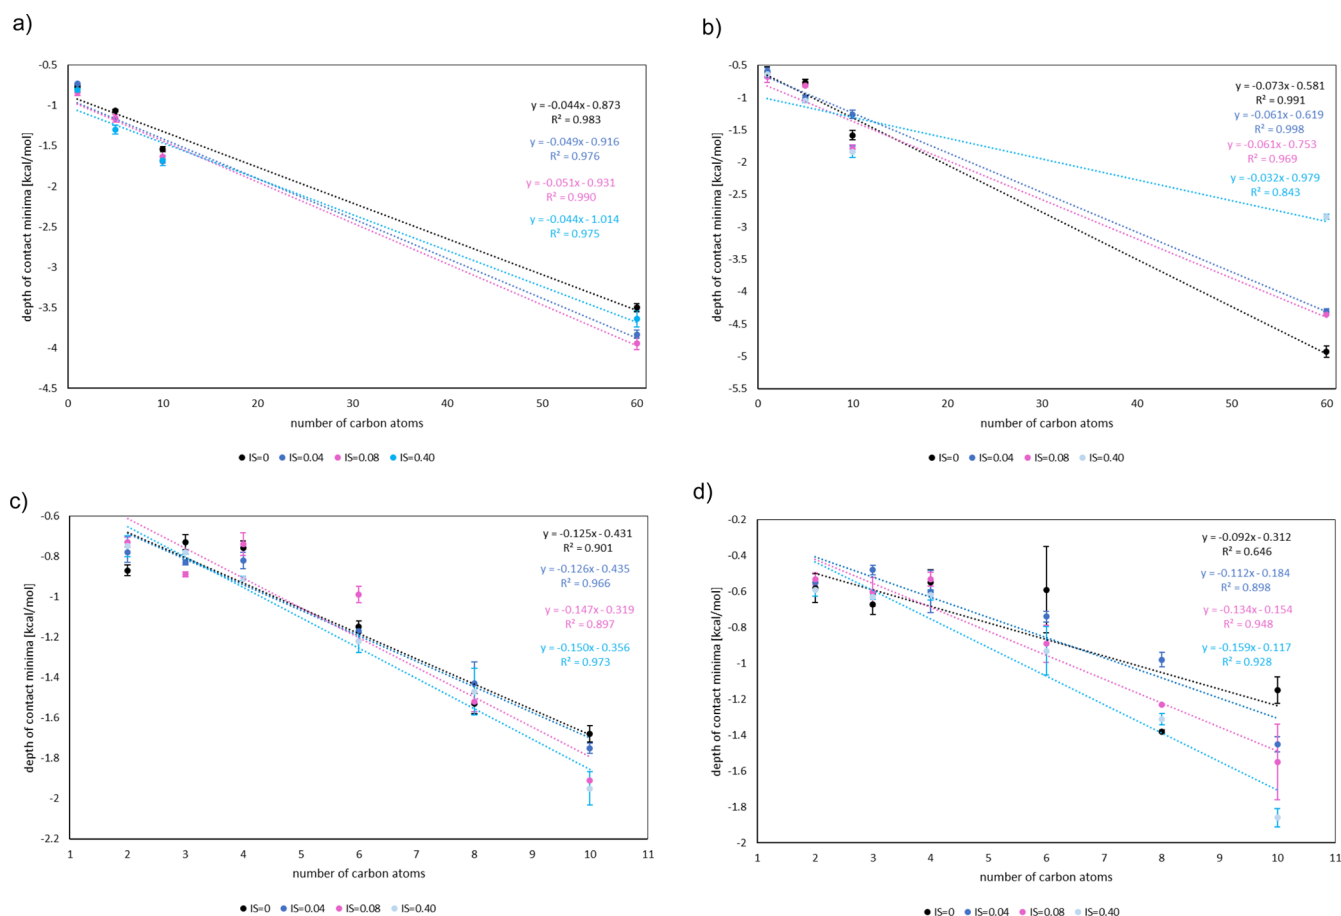 a)
-0.5
-1
-1.5
-2
-2.5
-3
-3.5
-4
-4.5
depth of contact minima [kcal/mol]
y = -0.044x - 0.873
R² = 0.983
y = -0.049x - 0.916
R² = 0.976
y = -0.051x - 0.931
R² = 0.990
y = -0.044x - 1.014
R² = 0.975
0 10 20 30 40 50 60
number of carbon atoms
IS=0 IS=0.04 IS=0.08 IS=0.40
b)
-0.5
-1
-1.5
-2
-2.5
-3
-3.5
-4
-4.5
-5
-5.5
depth of contact minima [kcal/mol]
y = -0.073x - 0.581
R² = 0.991
y = -0.061x - 0.619
R² = 0.998
y = -0.061x - 0.753
R² = 0.969
y = -0.032x - 0.979
R² = 0.843
0 10 20 30 40 50 60
number of carbon atoms
IS=0 IS=0.04 IS=0.08 IS=0.40
c)
-0.6
-0.8
-1
-1.2
-1.4
-1.6
-1.8
-2
-2.2
depth of contact minima [kcal/mol]
y = -0.125x - 0.431
R² = 0.901
y = -0.126x - 0.435
R² = 0.966
y = -0.147x - 0.319
R² = 0.897
y = -0.150x - 0.356
R² = 0.973
1 2 3 4 5 6 7 8 9 10 11
number of carbon atoms
IS=0 IS=0.04 IS=0.08 IS=0.40
d)
-0.2
-0.4
-0.6
-0.8
-1
-1.2
-1.4
-1.6
-1.8
-2
depth of contact minima [kcal/mol]
y = -0.092x - 0.312
R² = 0.646
y = -0.112x - 0.184
R² = 0.898
y = -0.134x - 0.154
R² = 0.948
y = -0.159x - 0.117
R² = 0.928
1 2 3 4 5 6 7 8 9 10 11
number of carbon atoms
IS=0 IS=0.04 IS=0.08 IS=0.40